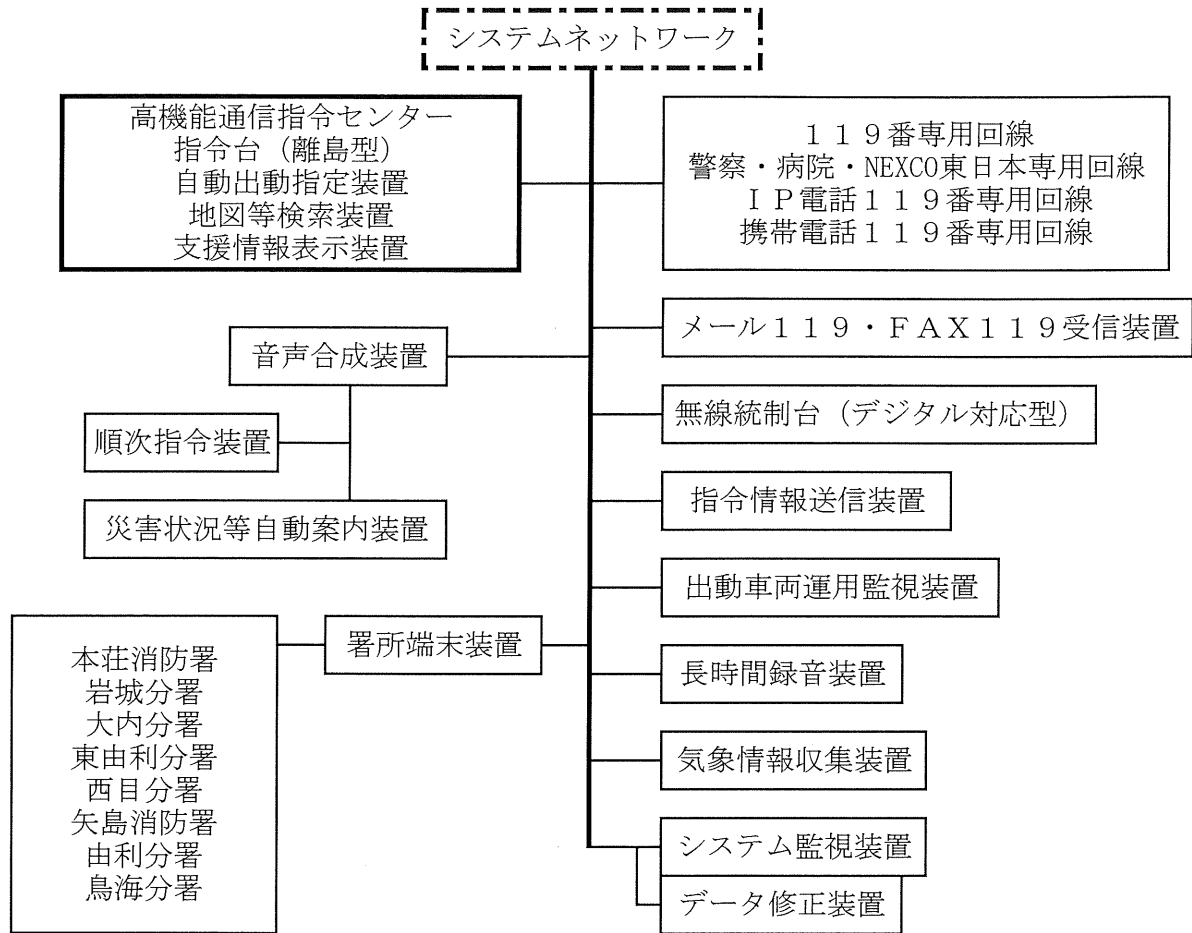 システムネットワーク
高機能通信指令センター
指令台（離島型）
自動出動指定装置
地図等検索装置
支援情報表示装置
１１９番専用回線
警察・病院・NEXCO東日本専用回線
ＩＰ電話１１９番専用回線
携帯電話１１９番専用回線
メール１１９・ＦＡＸ１１９受信装置
音声合成装置
無線統制台（デジタル対応型）
順次指令装置
指令情報送信装置
災害状況等自動案内装置
出動車両運用監視装置
署所端末装置
本荘消防署
岩城分署
大内分署
東由利分署
西目分署
矢島消防署
由利分署
鳥海分署
長時間録音装置
気象情報収集装置
システム監視装置
データ修正装置